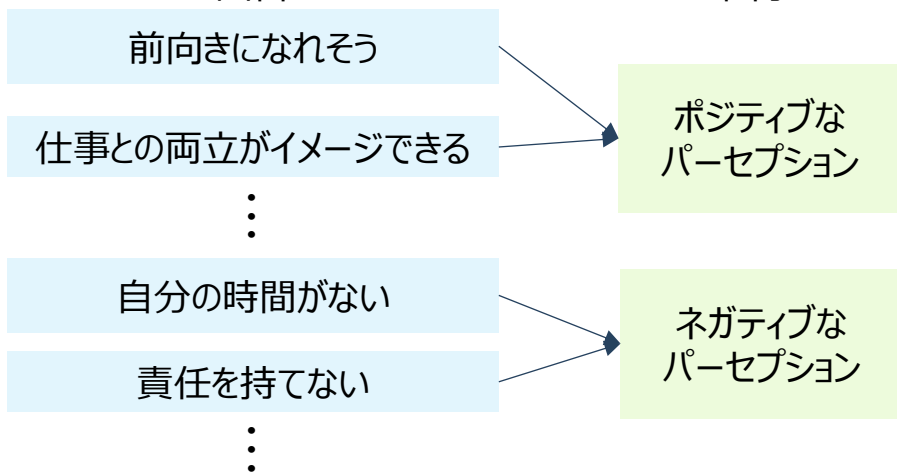 前向きになれそう
仕事との両立がイメージできる
ポジティブな
パーセプション
自分の時間がない
責任を持てない
ネガティブな
パーセプション